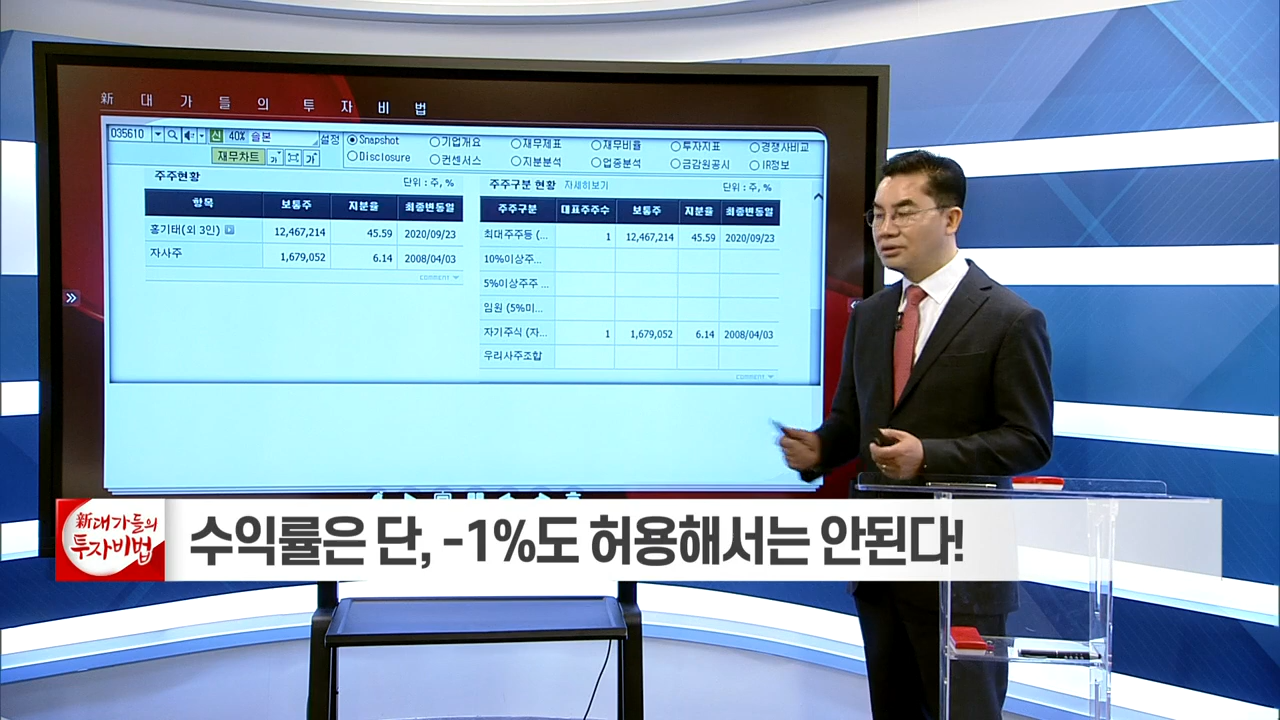 新 대 가 들 의 투 자 비 법
035610 신 40% 솔본 설정 Snapshot 기업개요 재무제표 재무비율 투자지표 경쟁사비교
재무차트 가 가 Disclosure 컨센서스 지분분석 업종분석 금감원공시 IR정보
주주현황 단위 : 주, %
항목 보통주 지분율 최종변동일
홍기태(외 3인) 12,467,214 45.59 2020/09/23
자사주 1,679,052 6.14 2008/04/03
comment
주주구분 현황 자세히보기 단위 : 주, %
주주구분 대표주주수 보통주 지분율 최종변동일
최대주주등 (... 1 12,467,214 45.59 2020/09/23
10%이상주...
5%이상주주 ...
임원 (5%미...
자기주식 (자... 1 1,679,052 6.14 2008/04/03
우리사주조합
comment
新대가들의
투자비법
수익률은 단, -1%도 허용해서는 안된다!